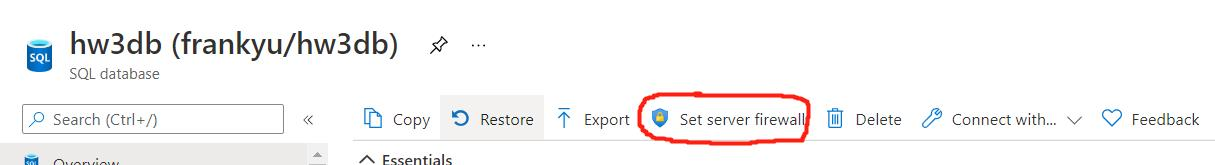 hw3db (frankyu/hw3db)
SQL
SQL database
Search (Ctrl+/)
Copy
Restore
Export
Set server firewall
Delete
Connect with...
Feedback
Overview
Essentials